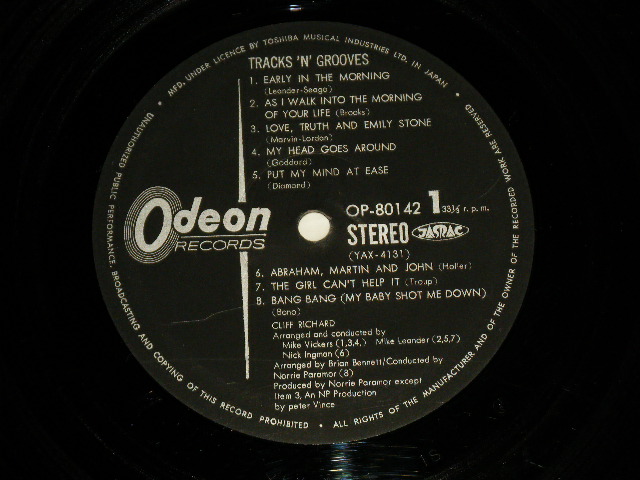 MFD. UNDER LICENCE BY TOSHIBA MUSICAL INDUSTRIES LTD. IN JAPAN •
TRACKS 'N' GROOVES
1. EARLY IN THE MORNING
(Leander-Seago)
2. AS I WALK INTO THE MORNING
OF YOUR LIFE (Brooks)
3. LOVE, TRUTH AND EMILY STONE
(Marvin-Lordan)
4. MY HEAD GOES AROUND
(Goddard)
5. PUT MY MIND AT EASE
(Diamond)
Odeon
RECORDS
OP-80142 1 33⅓ r. p. m.
STEREO JASRAC
(YAX-4131)
6. ABRAHAM, MARTIN AND JOHN (Holler)
7. THE GIRL CAN'T HELP IT (Troup)
8. BANG BANG (MY BABY SHOT ME DOWN)
(Bono)
CLIFF RICHARD
Arranged and conducted by
Mike Vickers (1,3,4,) Mike Leander (2,5,7)
Nick Ingman (6)
Arranged by Brian Bennett/Conducted by
Norrie Paramor (8)
Produced by Norrie Paramor except
Item 3, An NP Production
by peter Vince
UNAUTHORIZED PUBLIC PERFORMANCE, BROADCASTING AND COPYING OF THIS RECORD PROHIBITED • ALL RIGHTS OF THE MANUFACTURER AND OF THE OWNER OF THE RECORDED WORK ARE RESERVED